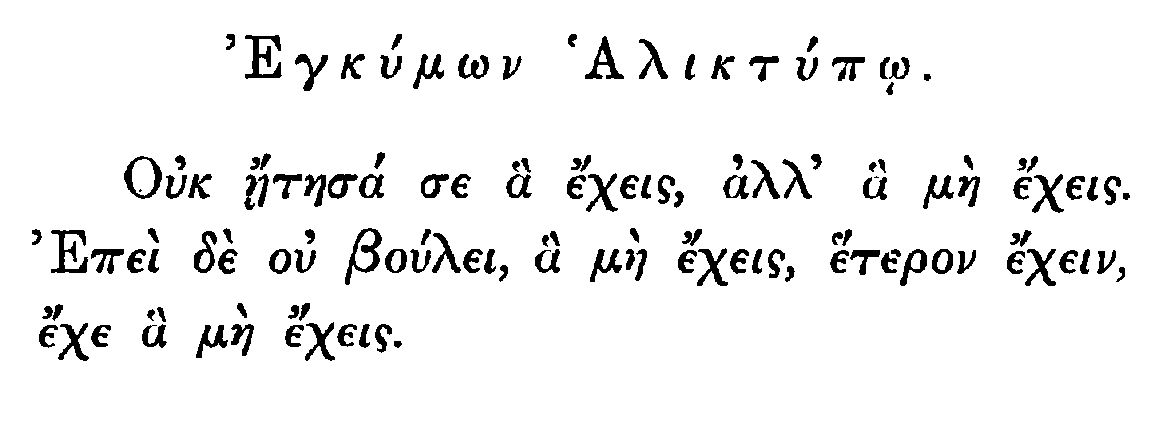 Ἐγκύμων Ἁλικτύπῳ.
Οὐκ ᾔτησά σε ἃ ἔχεις, ἀλλ' ἃ μὴ ἔχεις.
Ἐπεὶ δὲ οὐ βούλει, ἃ μὴ ἔχεις, ἕτερον ἔχειν,
ἔχε ἃ μὴ ἔχεις.